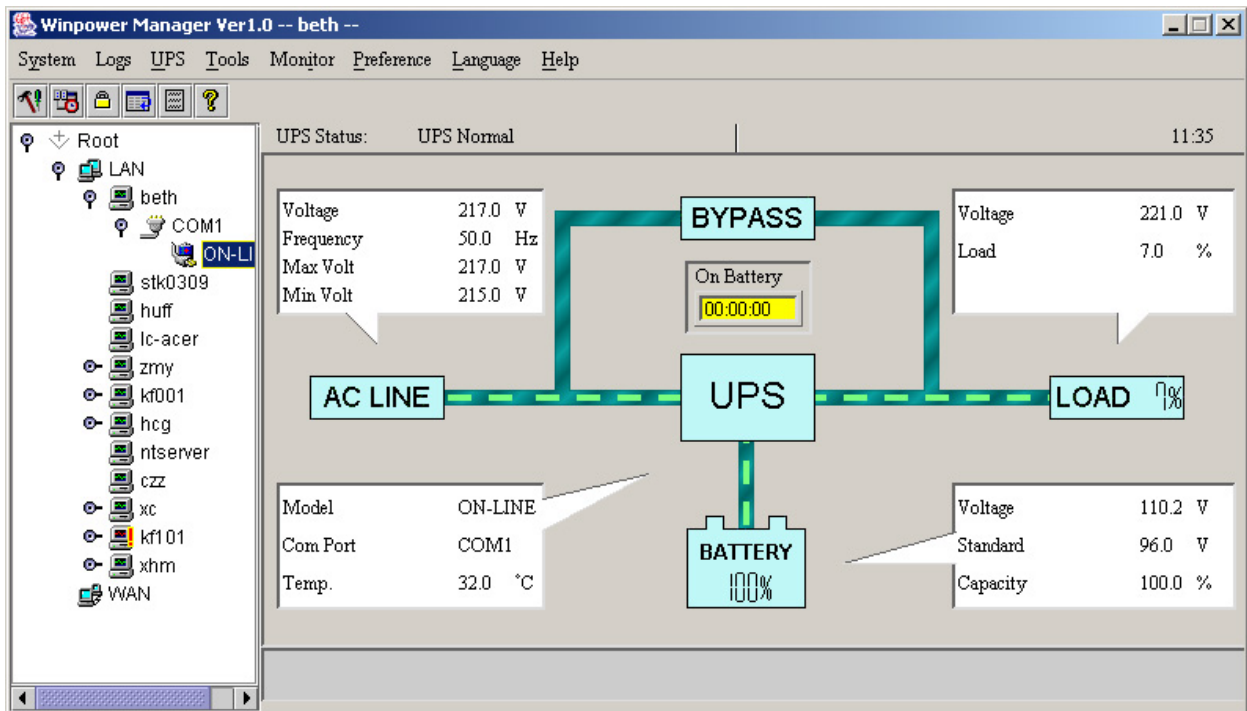 Winpower Manager Ver1.0 -- beth --
System Logs UPS Tools Monitor Preference Language Help
Root
LAN
beth
COM1
ON-LI
stk0309
huff
lc-acer
zmy
kf001
hcg
ntserver
czz
xc
kf101
xhm
WAN
UPS Status: UPS Normal 11:35
Voltage 217.0 V
Frequency 50.0 Hz
Max Volt 217.0 V
Min Volt 215.0 V
BYPASS
On Battery
00:00:00
Voltage 221.0 V
Load 7.0 %
AC LINE
UPS
LOAD 7%
Model ON-LINE
Com Port COM1
Temp. 32.0 °C
BATTERY
100%
Voltage 110.2 V
Standard 96.0 V
Capacity 100.0 %